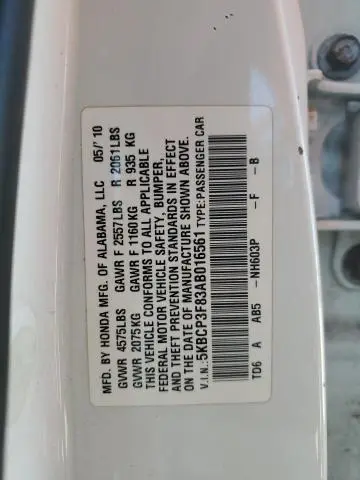 MFD. BY HONDA MFG. OF ALABAMA, LLC 05/'10
GVWR 4575LBS GAWR F 2557LBS R 2061LBS
GVWR 2075KG GAWR F 1160KG R 935 KG
THIS VEHICLE CONFORMS TO ALL APPLICABLE
FEDERAL MOTOR VEHICLE SAFETY, BUMPER,
AND THEFT PREVENTION STANDARDS IN EFFECT
ON THE DATE OF MANUFACTURE SHOWN ABOVE.
V.I.N.: 5KBCP3F83AB016561 TYPE: PASSENGER CAR
TD6 A AB5 -NH603P -F -B